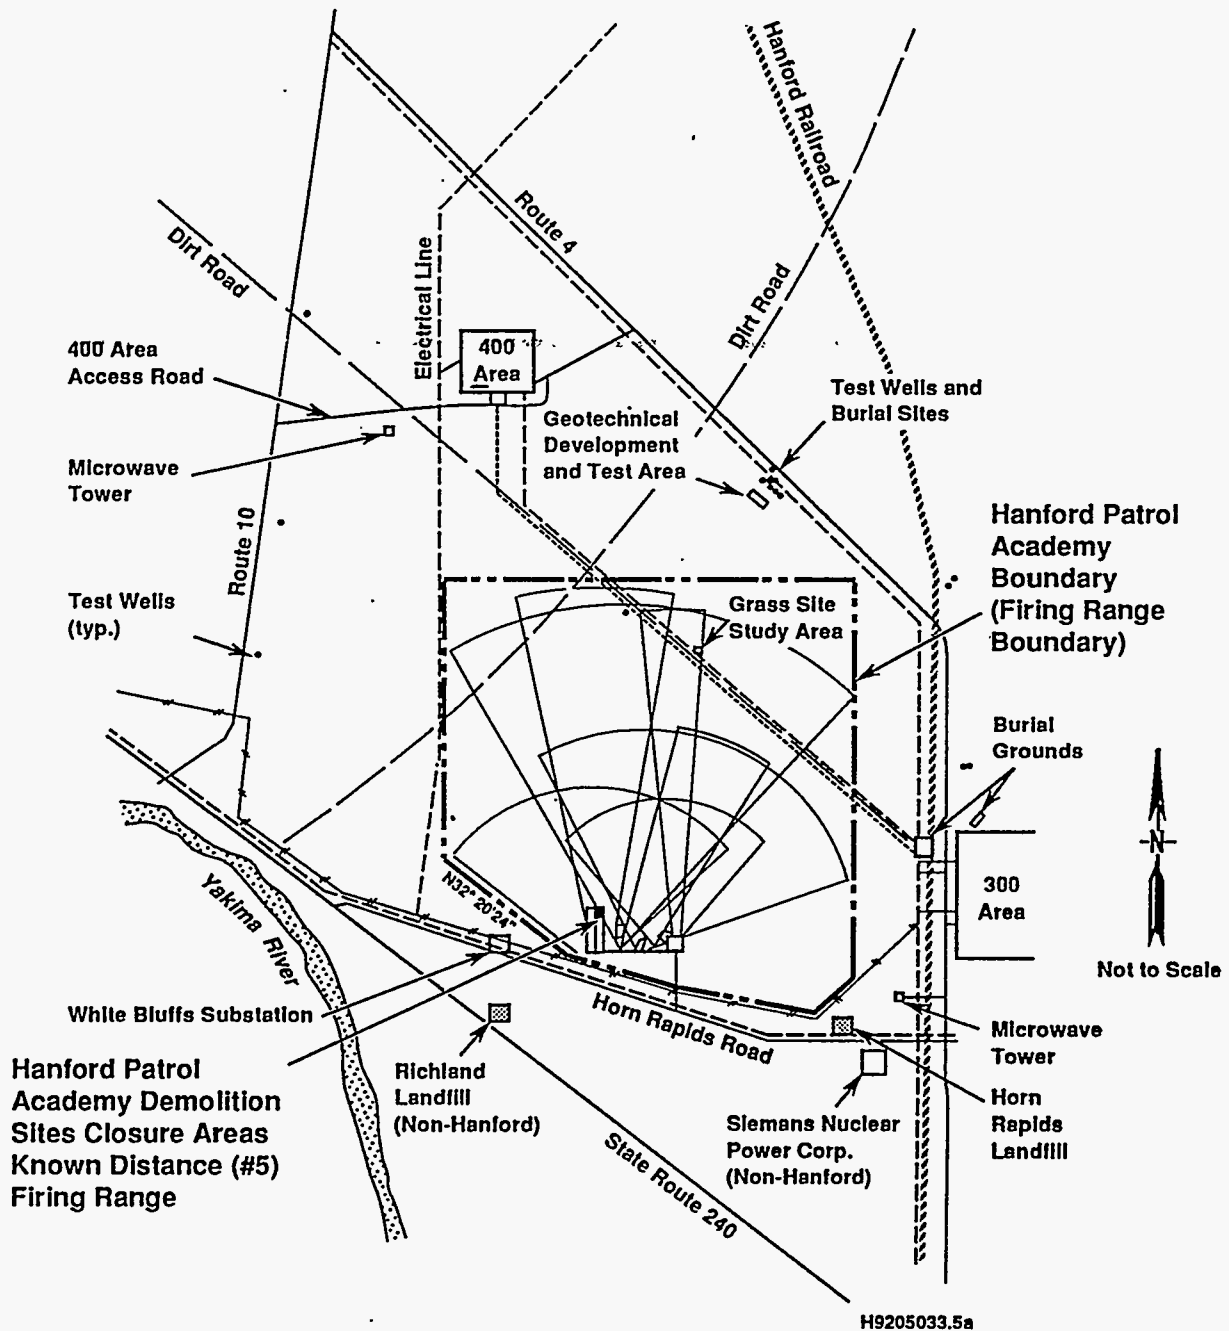 Hanford Railroad
Route 4
Dirt Road
Electrical Line
Dirt Road
400 Area
Access Road
400
Area
Test Wells and
Burial Sites
Geotechnical
Development
and Test Area
Microwave
Tower
Route 10
Hanford Patrol
Academy
Boundary
(Firing Range
Boundary)
Test Wells
(typ.)
Grass Site
Study Area
Burial
Grounds
N
300
Area
N32° 20'24"
Yakima River
Not to Scale
White Bluffs Substation
Horn Rapids Road
Microwave
Tower
Hanford Patrol
Academy Demolition
Sites Closure Areas
Known Distance (#5)
Firing Range
Richland
Landfill
(Non-Hanford)
Siemans Nuclear
Power Corp.
(Non-Hanford)
Horn
Rapids
Landfill
State Route 240
H9205033.5a